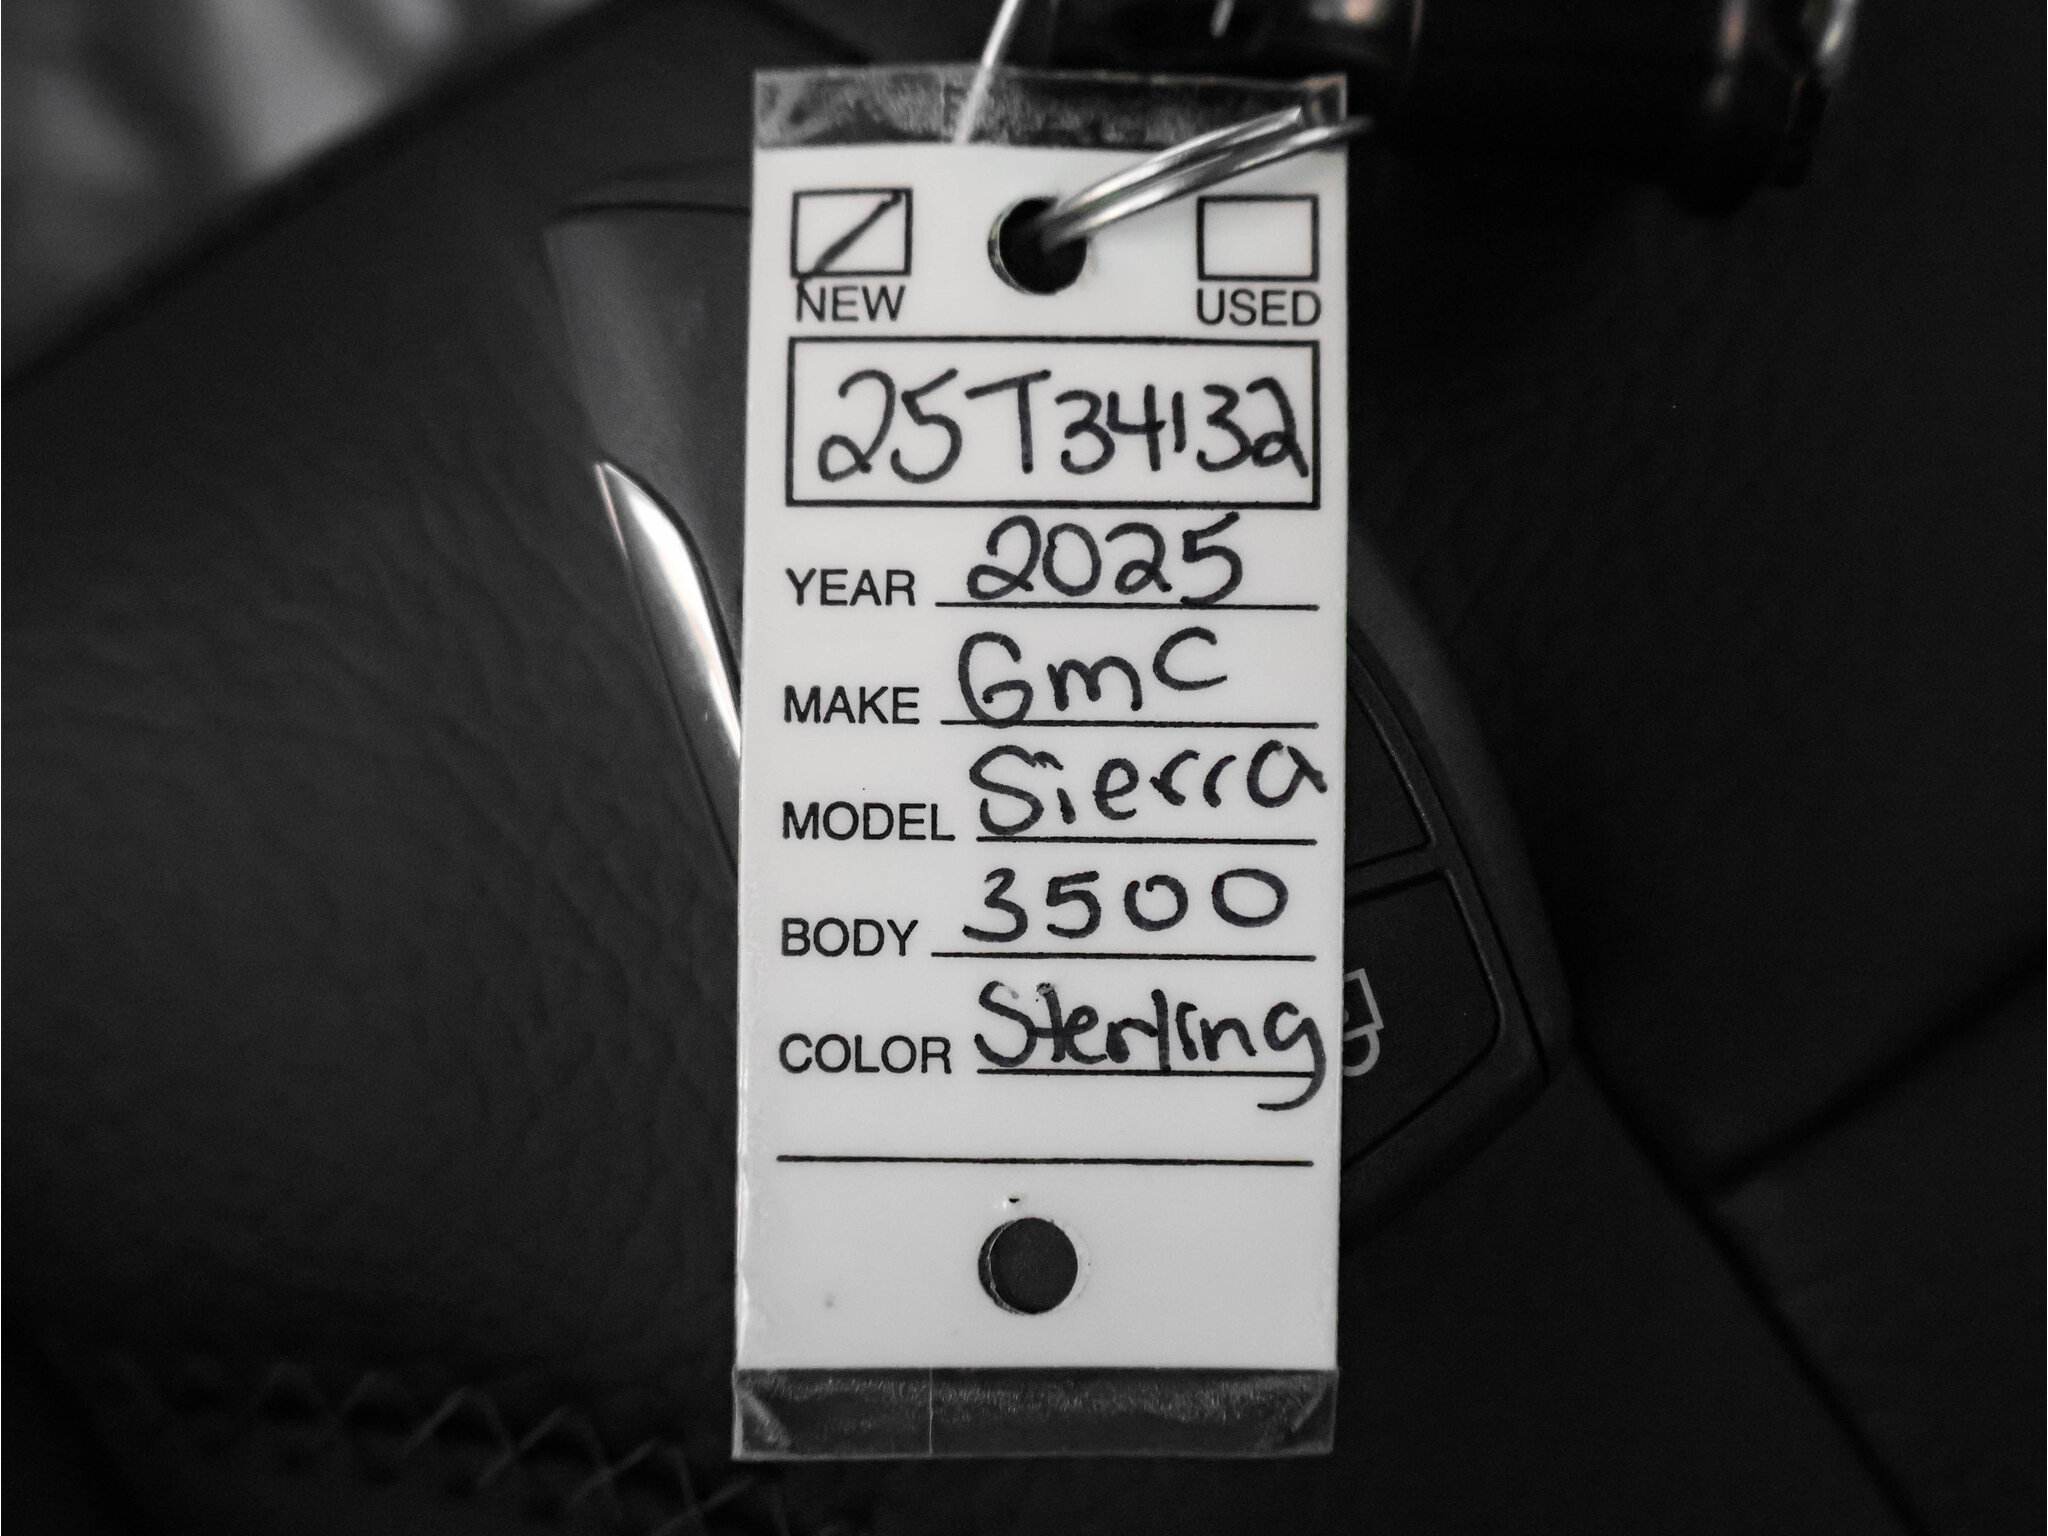 NEW USED
25T34132
YEAR 2025
MAKE GmC
MODEL Sierra
BODY 3500
COLOR Sterling